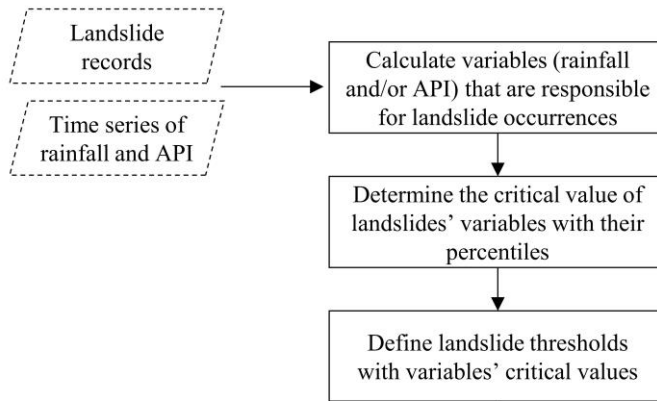 Landslide
records
Time series of
rainfall and API
Calculate variables (rainfall
and/or API) that are responsible
for landslide occurrences
Determine the critical value of
landslides’ variables with their
percentiles
Define landslide thresholds
with variables’ critical values